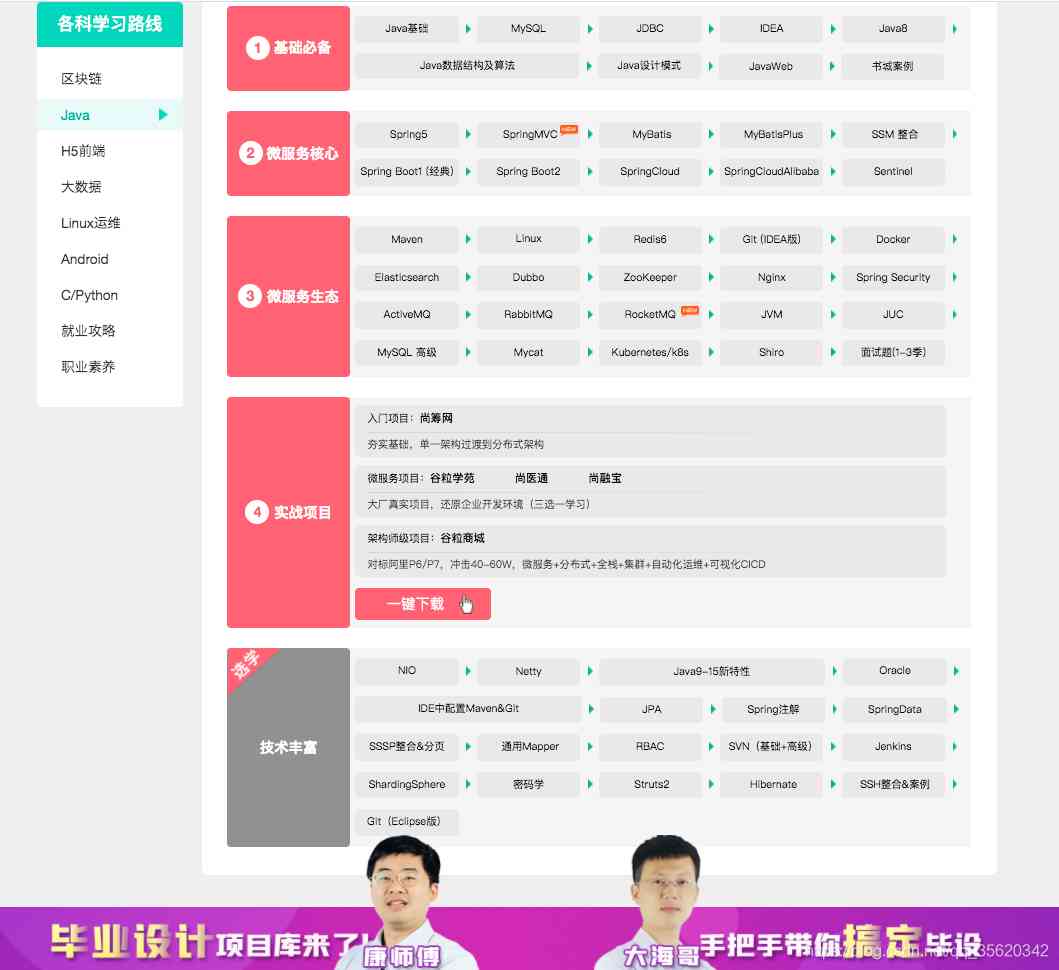 各科学习路线
区块链
Java
H5前端
大数据
Linux运维
Android
C/Python
就业攻略
职业素养
1 基础必备
Java基础 MySQL JDBC IDEA Java8
Java数据结构及算法 Java设计模式 JavaWeb 书城案例
2 微服务核心
Spring5 SpringMVC NEW MyBatis MyBatisPlus SSM 整合
Spring Boot1 (经典) Spring Boot2 SpringCloud SpringCloudAlibaba Sentinel
3 微服务生态
Maven Linux Redis6 Git (IDEA版) Docker
Elasticsearch Dubbo ZooKeeper Nginx Spring Security
ActiveMQ RabbitMQ RocketMQ NEW JVM JUC
MySQL 高级 Mycat Kubernetes/k8s Shiro 面试题(1-3季)
4 实战项目
入门项目：尚筹网
夯实基础，单一架构过渡到分布式架构
微服务项目：谷粒学苑 尚医通 尚融宝
大厂真实项目，还原企业开发环境（三选一学习）
架构师级项目：谷粒商城
对标阿里P6/P7，冲击40-60W，微服务+分布式+全栈+集群+自动化运维+可视化CICD
一键下载
选学
技术丰富
NIO Netty Java9-15新特性 Oracle
IDE中配置Maven&Git JPA Spring注解 SpringData
SSSP整合&分页 通用Mapper RBAC SVN（基础+高级） Jenkins
ShardingSphere 密码学 Struts2 Hibernate SSH整合&案例
Git（Eclipse版）
毕业设计项目库来了! 康师傅 大海哥 手把手带你搞定毕设